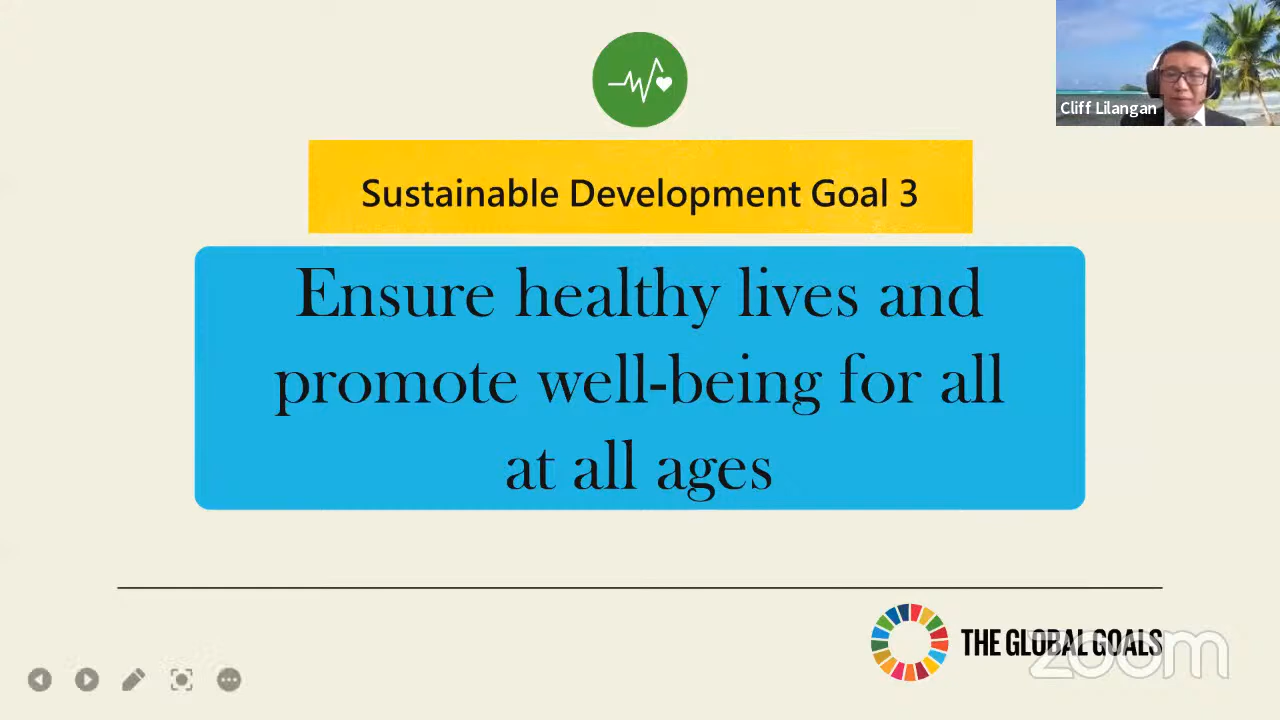 Cliff Lilangan
Sustainable Development Goal 3
Ensure healthy lives and
promote well-being for all
at all ages
THE GLOBAL GOALS
zoom